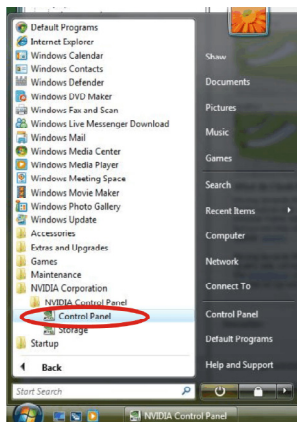 Default Programs
Internet Explorer
Windows Calendar
Windows Contacts
Windows Defender
Windows DVD Maker
Windows Fax and Scan
Windows Live Messenger Download
Windows Mail
Windows Media Center
Windows Media Player
Windows Meeting Space
Windows Movie Maker
Windows Photo Gallery
Windows Update
Accessories
Extras and Upgrades
Games
Maintenance
NVIDIA Corporation
NVIDIA Control Panel
Control Panel
Storage
Startup
Back
Start Search
Shaw
Documents
Pictures
Music
Games
Search
Recent Items
Computer
Network
Connect To
Control Panel
Default Programs
Help and Support
NVIDIA Control Panel